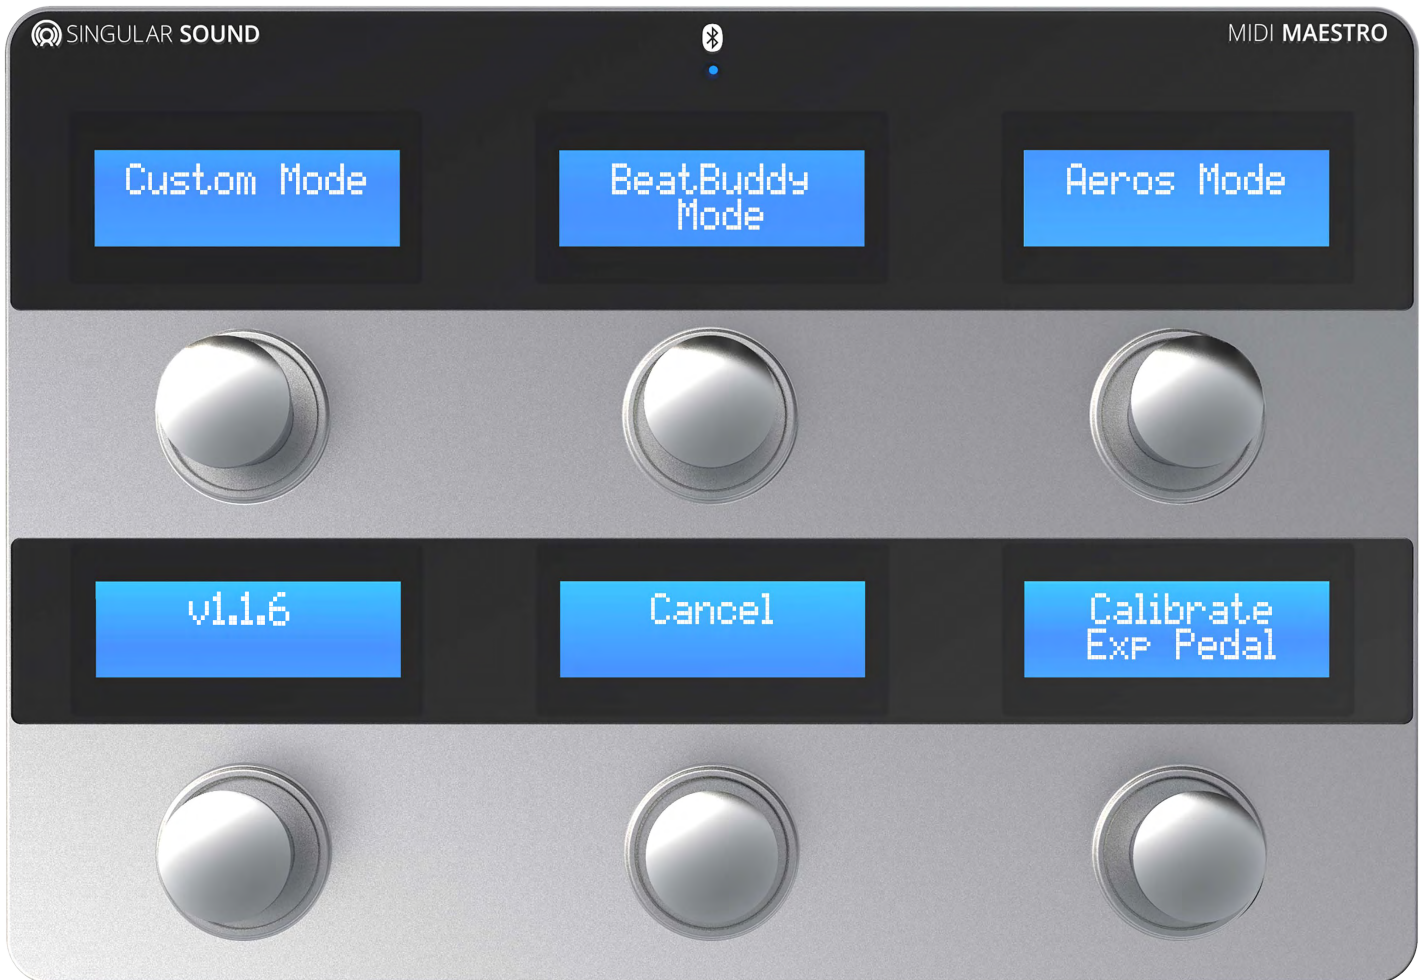 SINGULAR SOUND
MIDI MAESTRO
Custom Mode
BeatBuddy
Mode
Aeros Mode
v1.1.6
Cancel
Calibrate
Exp Pedal